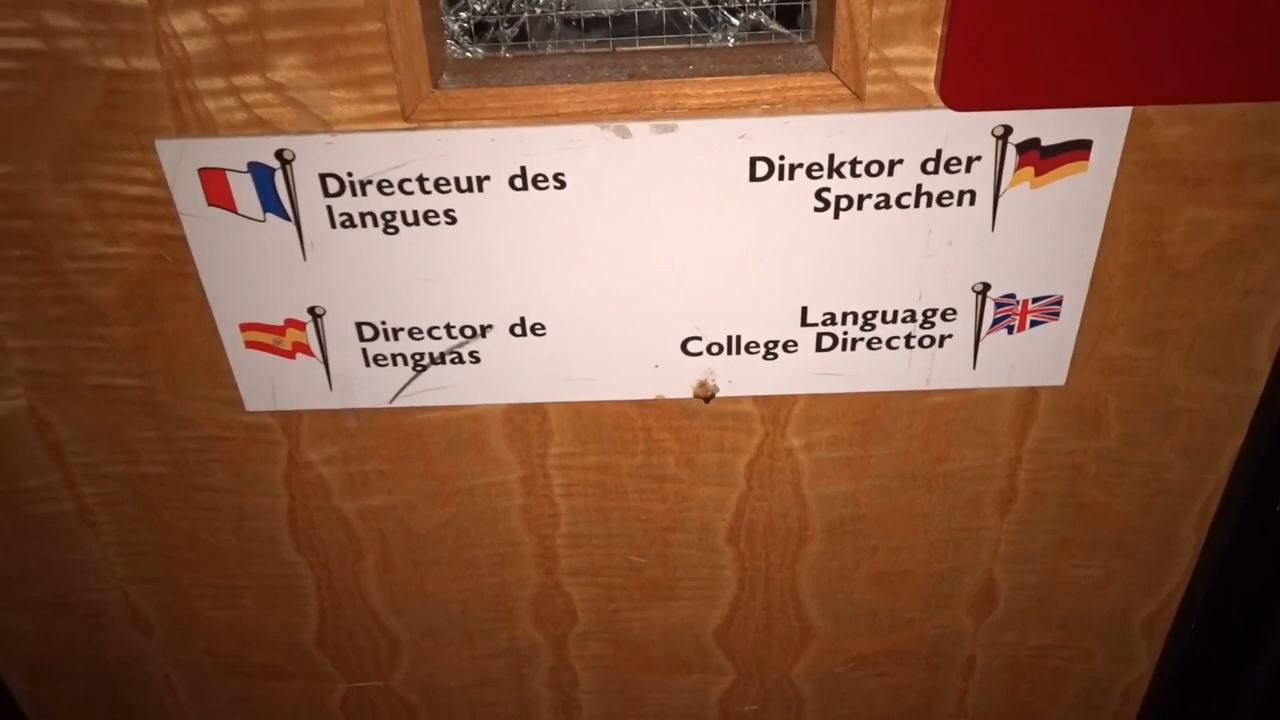 Directeur des
langues
Direktor der
Sprachen
Director de
lenguas
Language
College Director